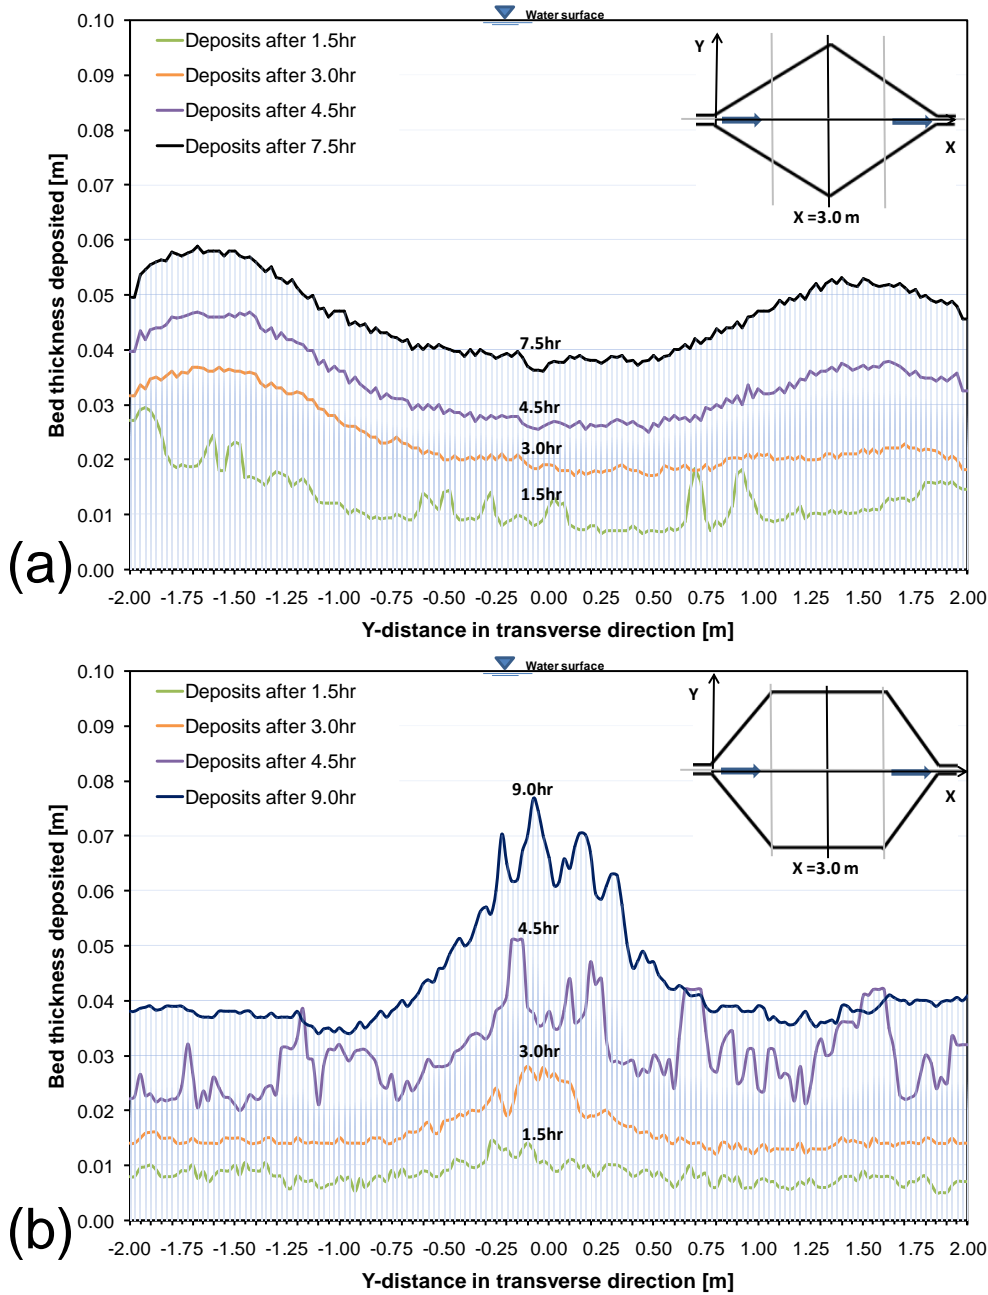 Water surface
0.10
Deposits after 1.5hr
Deposits after 3.0hr
Deposits after 4.5hr
Deposits after 7.5hr
Y
X
X =3.0 m
0.09
0.08
0.07
0.06
0.05
0.04
0.03
0.02
0.01
0.00
Bed thickness deposited [m]
7.5hr
4.5hr
3.0hr
1.5hr
(a)
-2.00 -1.75 -1.50 -1.25 -1.00 -0.75 -0.50 -0.25 0.00 0.25 0.50 0.75 1.00 1.25 1.50 1.75 2.00
Y-distance in transverse direction [m]
Water surface
0.10
Deposits after 1.5hr
Deposits after 3.0hr
Deposits after 4.5hr
Deposits after 9.0hr
Y
X
X =3.0 m
0.09
0.08
0.07
0.06
0.05
0.04
0.03
0.02
0.01
0.00
Bed thickness deposited [m]
9.0hr
4.5hr
3.0hr
1.5hr
(b)
-2.00 -1.75 -1.50 -1.25 -1.00 -0.75 -0.50 -0.25 0.00 0.25 0.50 0.75 1.00 1.25 1.50 1.75 2.00
Y-distance in transverse direction [m]